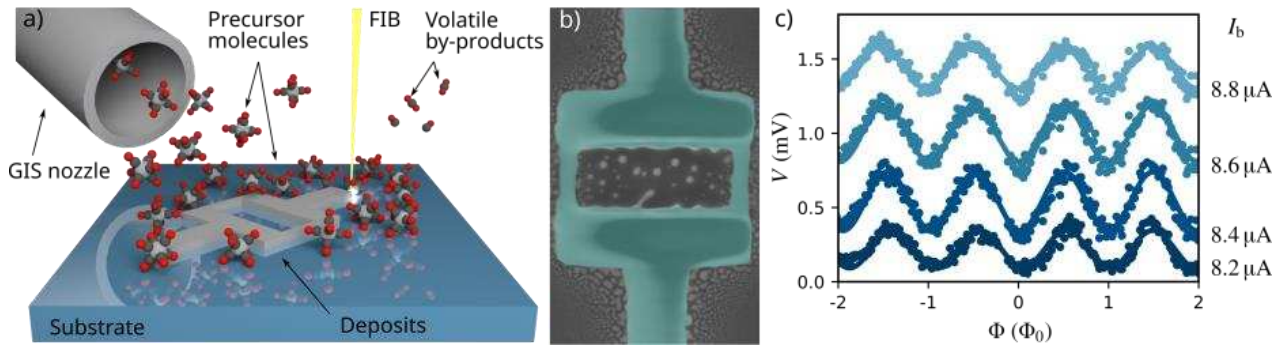 a)
Precursor
molecules
FIB
Volatile
by-products
GIS nozzle
Substrate
Deposits
b)
c)
V (mV)
1.5
1.0
0.5
0.0
-2
-1
0
1
2
Φ (Φ₀)
I_b
8.8 μA
8.6 μA
8.4 μA
8.2 μA